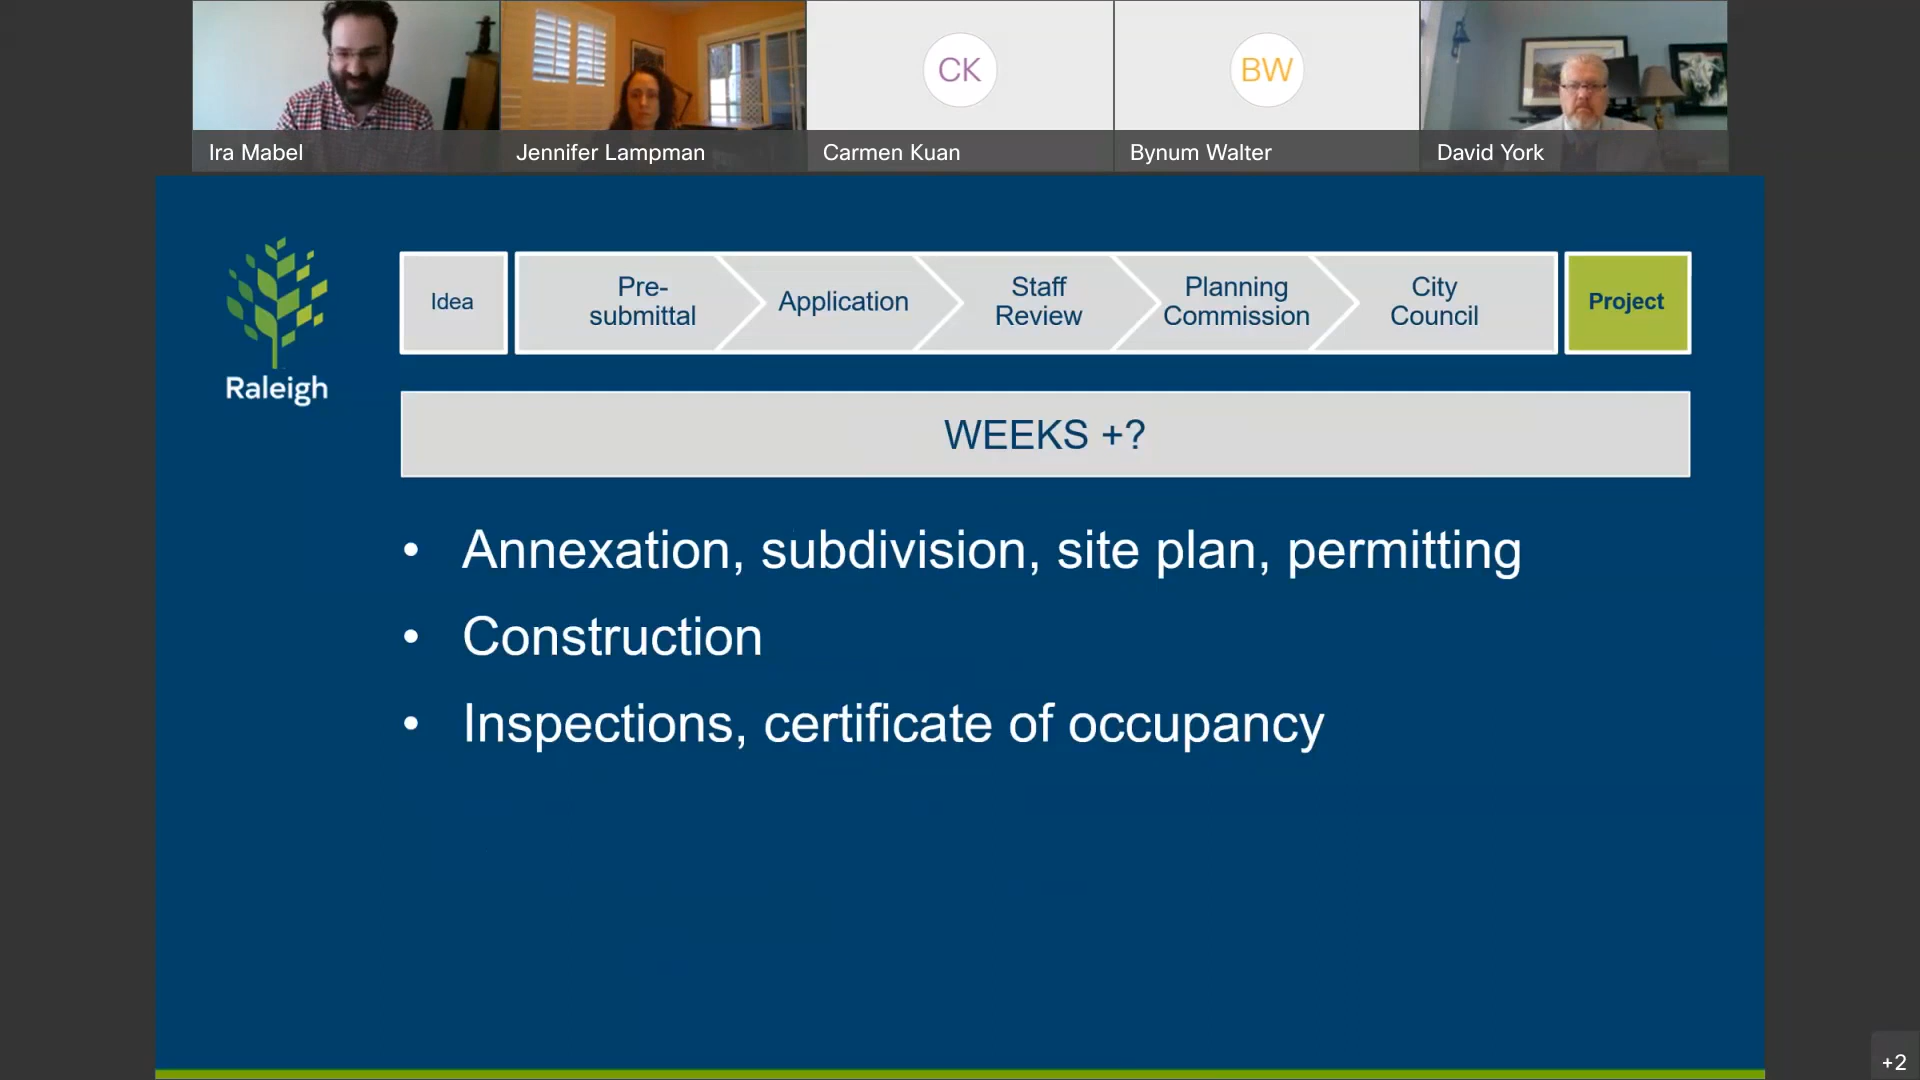 CK
BW
Ira Mabel
Jennifer Lampman
Carmen Kuan
Bynum Walter
David York
Raleigh
Idea
Pre-
submittal
Application
Staff
Review
Planning
Commission
City
Council
Project
WEEKS +?
• Annexation, subdivision, site plan, permitting
• Construction
• Inspections, certificate of occupancy
+2